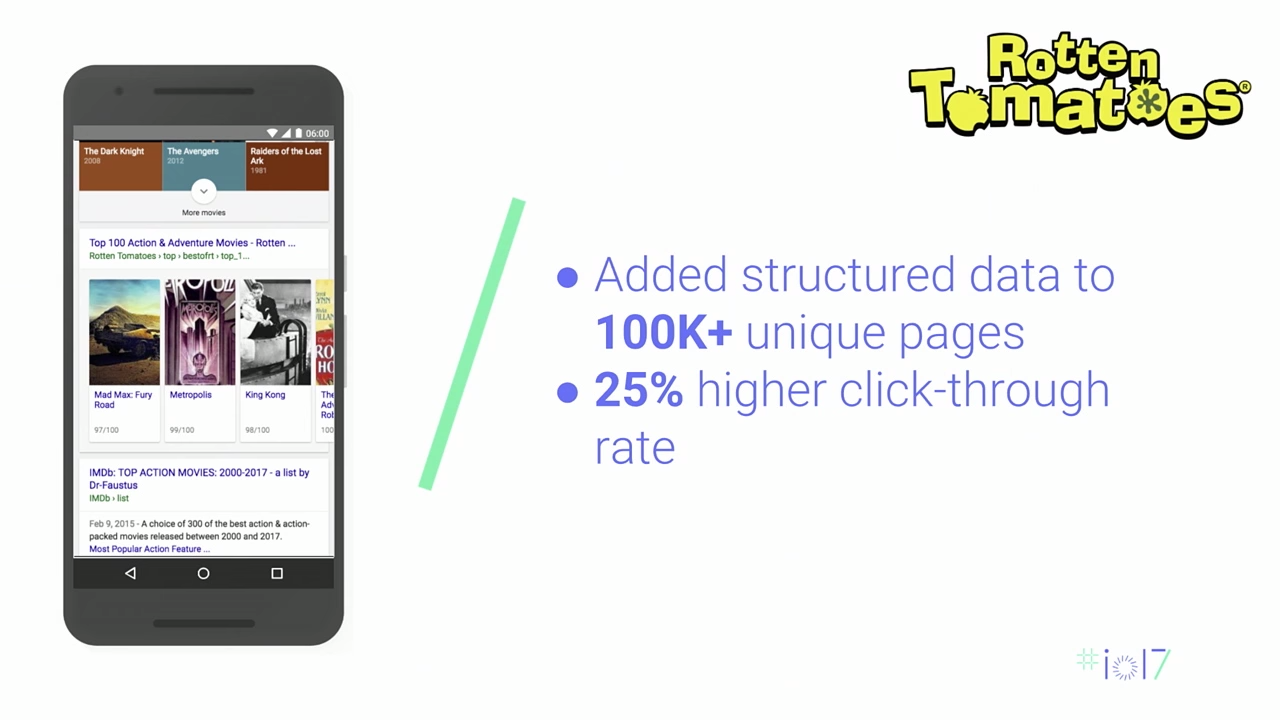 Rotten
Tomatoes®
06:00
The Dark Knight
2008
The Avengers
2012
Raiders of the Lost
Ark
1981
More movies
Top 100 Action & Adventure Movies - Rotten ...
Rotten Tomatoes › top › bestofrt › top_1...
Mad Max: Fury
Road
97/100
Metropolis
99/100
King Kong
98/100
The
Adv
Rob
100
IMDb: TOP ACTION MOVIES: 2000-2017 - a list by
Dr-Faustus
IMDb › list
Feb 9, 2015 - A choice of 300 of the best action & action-
packed movies released between 2000 and 2017.
Most Popular Action Feature ...
● Added structured data to
100K+ unique pages
● 25% higher click-through
rate
#io17